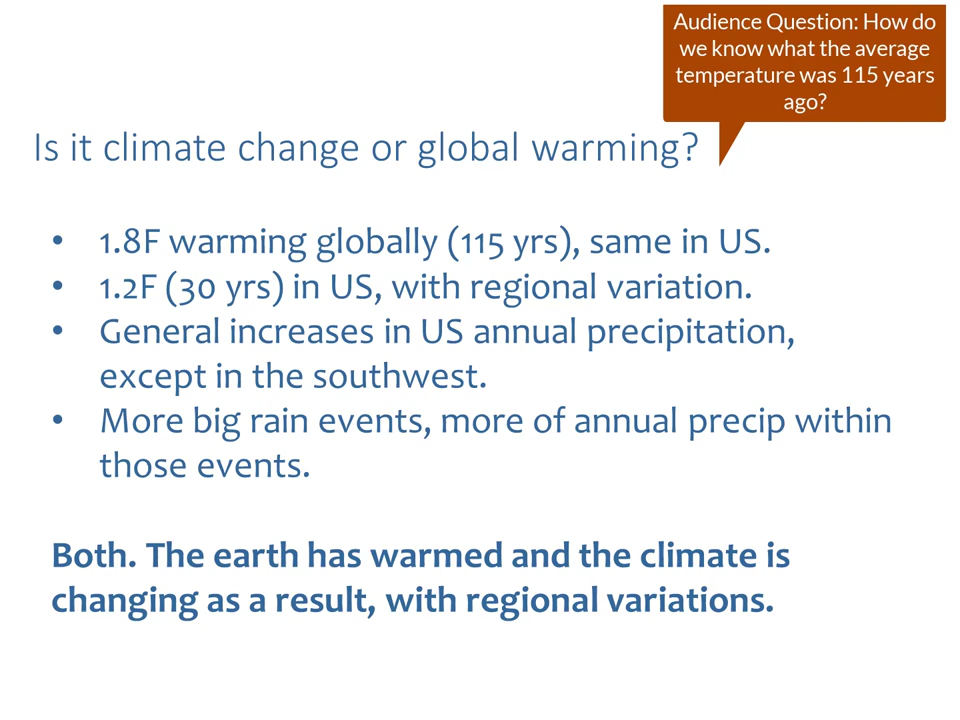 Audience Question: How do
we know what the average
temperature was 115 years
ago?
Is it climate change or global warming?
• 1.8F warming globally (115 yrs), same in US.
• 1.2F (30 yrs) in US, with regional variation.
• General increases in US annual precipitation,
except in the southwest.
• More big rain events, more of annual precip within
those events.
Both. The earth has warmed and the climate is
changing as a result, with regional variations.